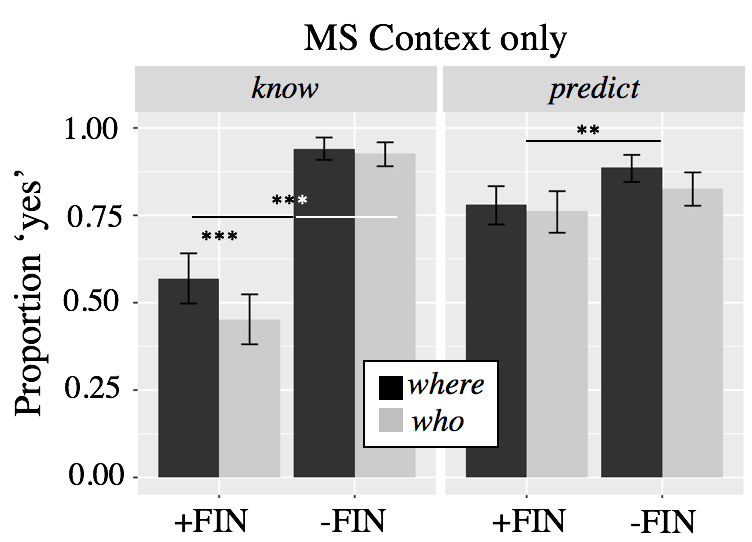 MS Context only
know
predict
Proportion ‘yes’
1.00
0.75
0.50
0.25
0.00
***
***
**
where
who
+FIN
-FIN
+FIN
-FIN